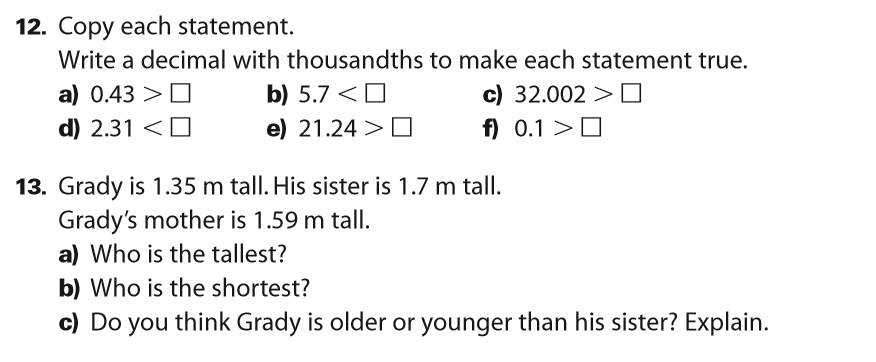 12. Copy each statement.
Write a decimal with thousandths to make each statement true.
a) 0.43 > □ b) 5.7 < □ c) 32.002 > □
d) 2.31 < □ e) 21.24 > □ f) 0.1 > □
13. Grady is 1.35 m tall. His sister is 1.7 m tall.
Grady’s mother is 1.59 m tall.
a) Who is the tallest?
b) Who is the shortest?
c) Do you think Grady is older or younger than his sister? Explain.